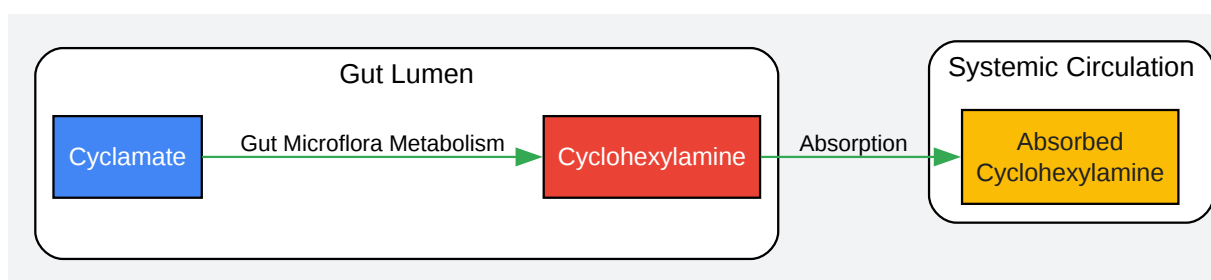 Gut Lumen
Systemic Circulation
Cyclamate
Gut Microflora Metabolism
Cyclohexylamine
Absorption
Absorbed
Cyclohexylamine